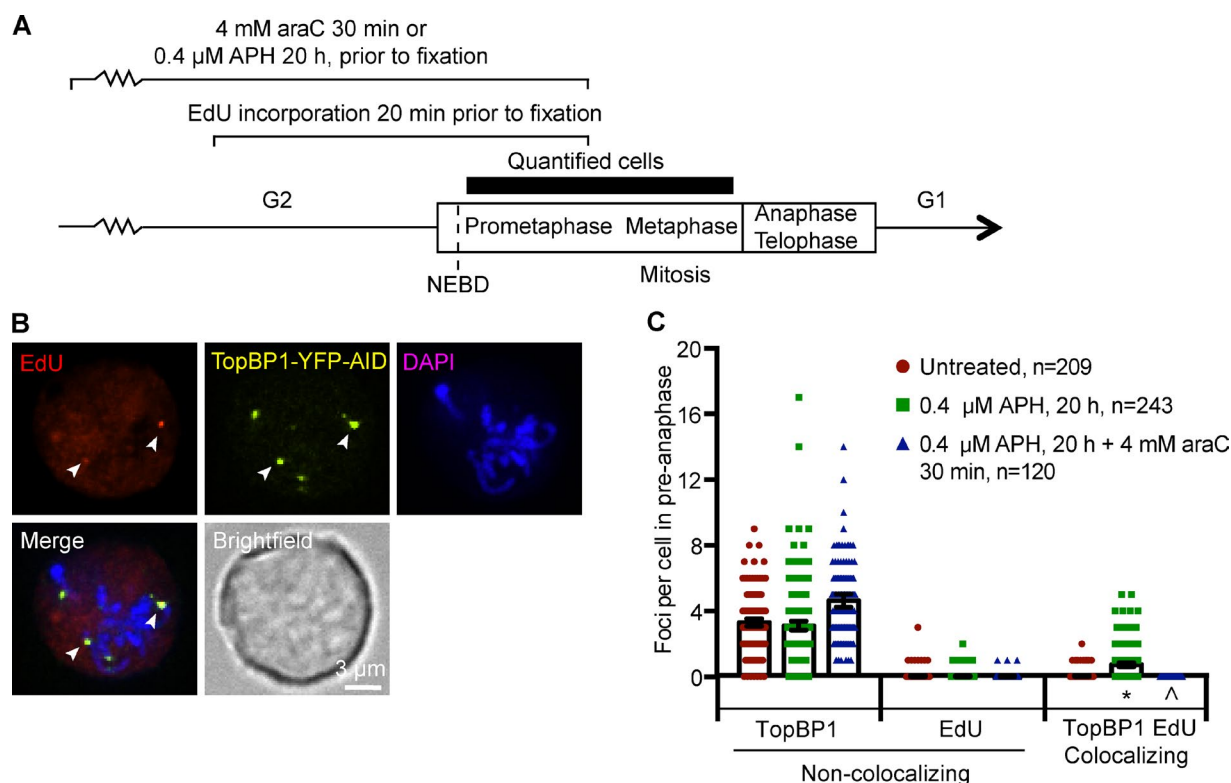 A
4 mM araC 30 min or
0.4 µM APH 20 h, prior to fixation
EdU incorporation 20 min prior to fixation
Quantified cells
G2
Prometaphase
Metaphase
Anaphase
Telophase
G1
NEBD
Mitosis
B
EdU
TopBP1-YFP-AID
DAPI
Merge
Brightfield
3 µm
C
Foci per cell in pre-anaphase
20
16
12
8
4
0
Untreated, n=209
0.4 µM APH, 20 h, n=243
0.4 µM APH, 20 h + 4 mM araC
30 min, n=120
* ^
TopBP1
EdU
TopBP1 EdU
Colocalizing
Non-colocalizing